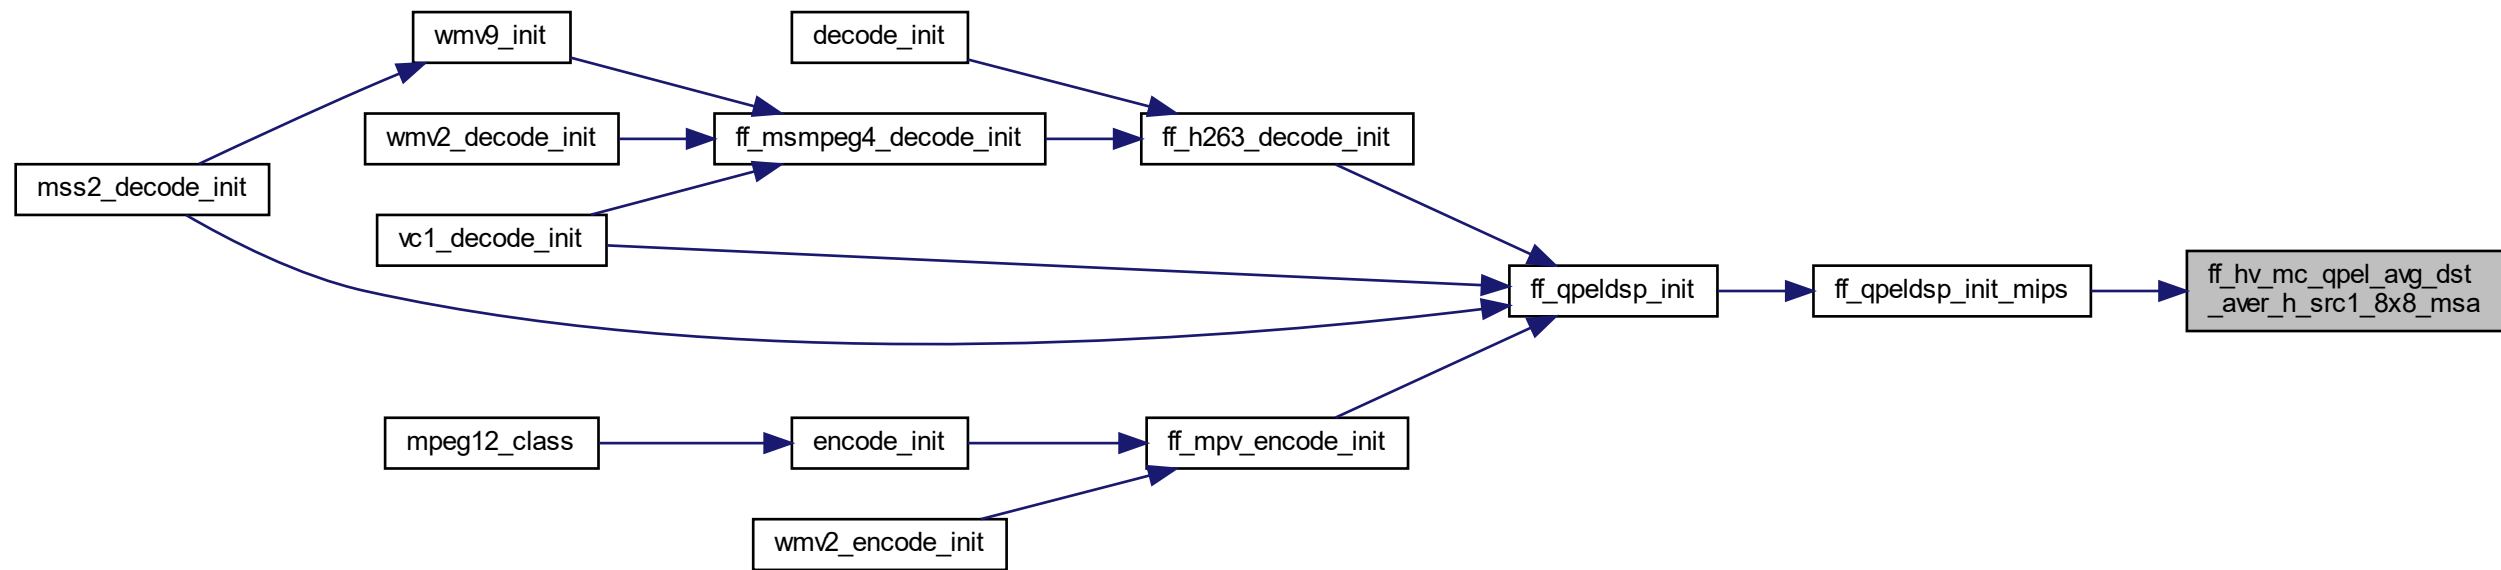 wmv9_init
decode_init
wmv2_decode_init
ff_msmpeg4_decode_init
ff_h263_decode_init
mss2_decode_init
vc1_decode_init
ff_qpeldsp_init
ff_qpeldsp_init_mips
ff_hv_mc_qpel_avg_dst
_aver_h_src1_8x8_msa
mpeg12_class
encode_init
ff_mpv_encode_init
wmv2_encode_init